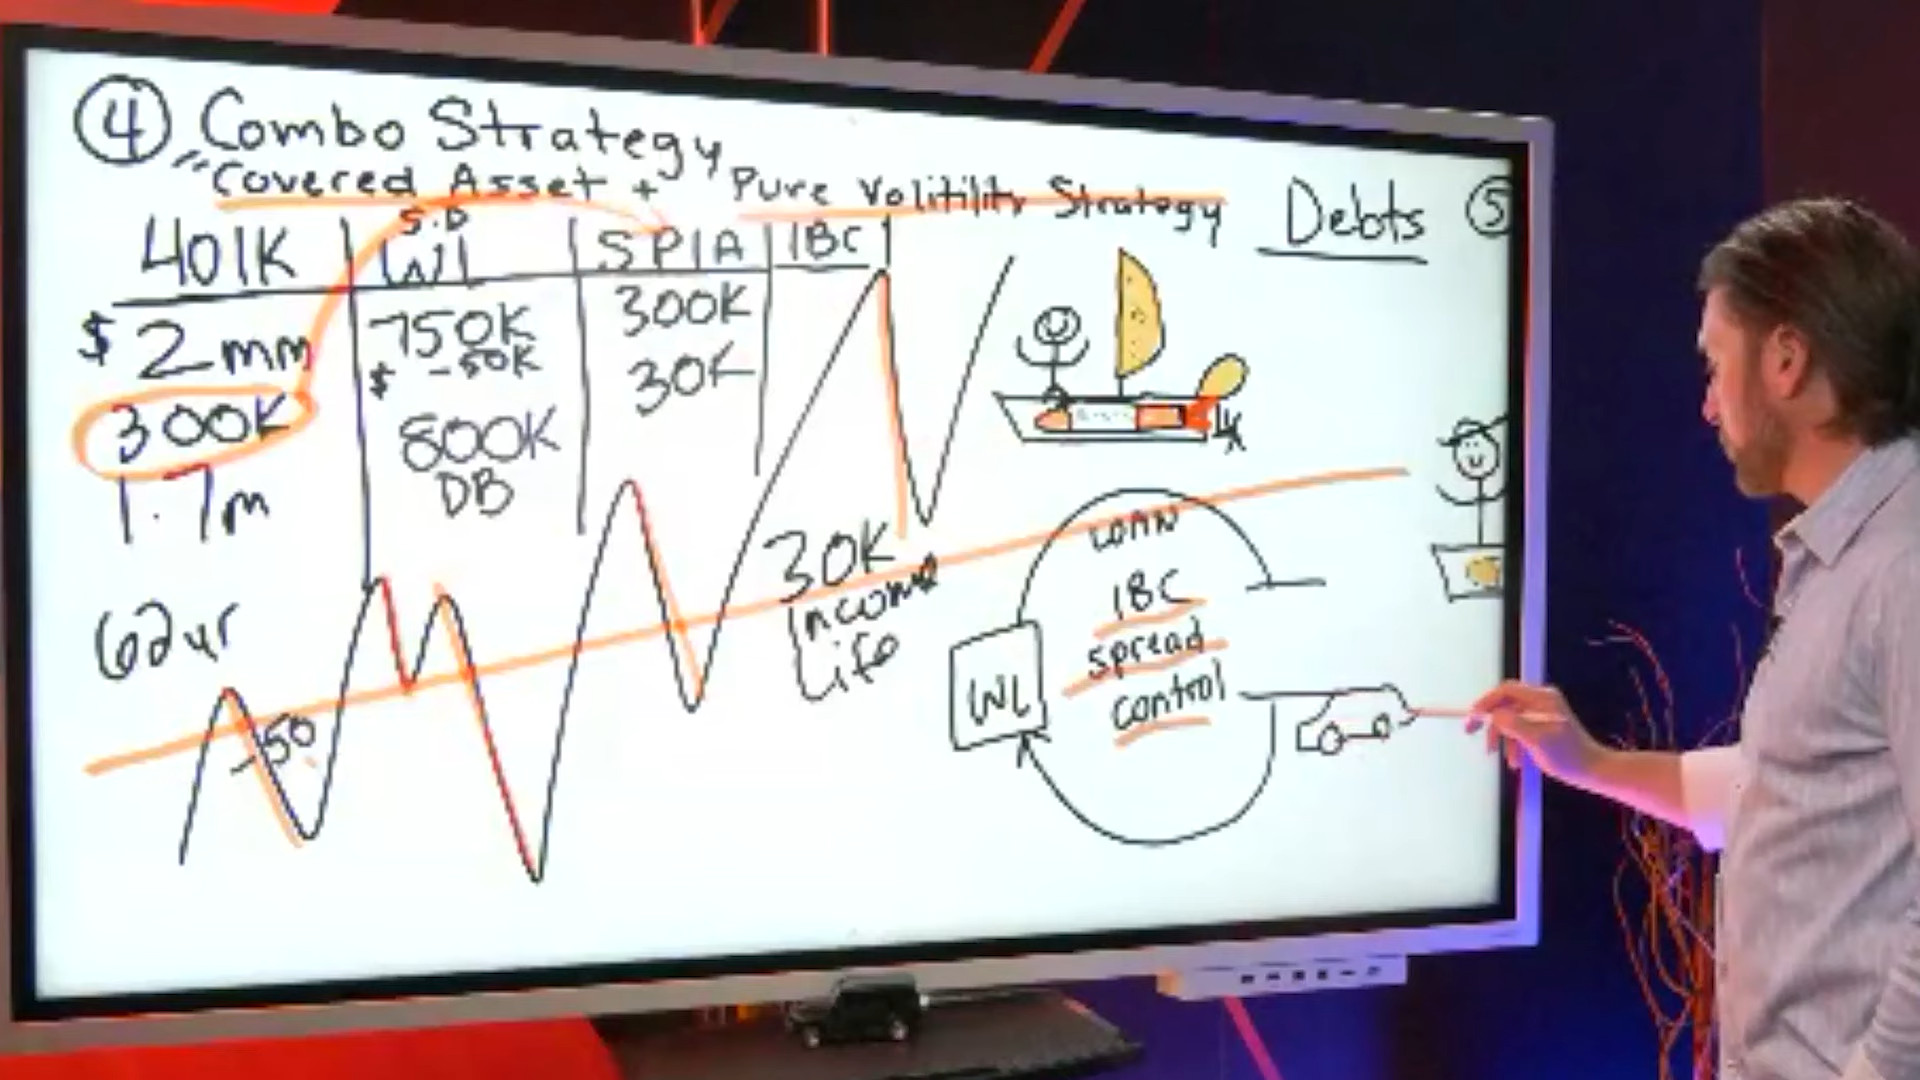 ④ Combo Strategy
"Covered Asset + Pure Volitility Strategy
Debts ⑤
401K
$2mm
300K
1.7m
62yr
S.D
WL
750K
$ -50K
800K
DB
SPIA
300K
30K
IBC
-50
30K
Income
Life
LOAN
IBC
spread
control
WL